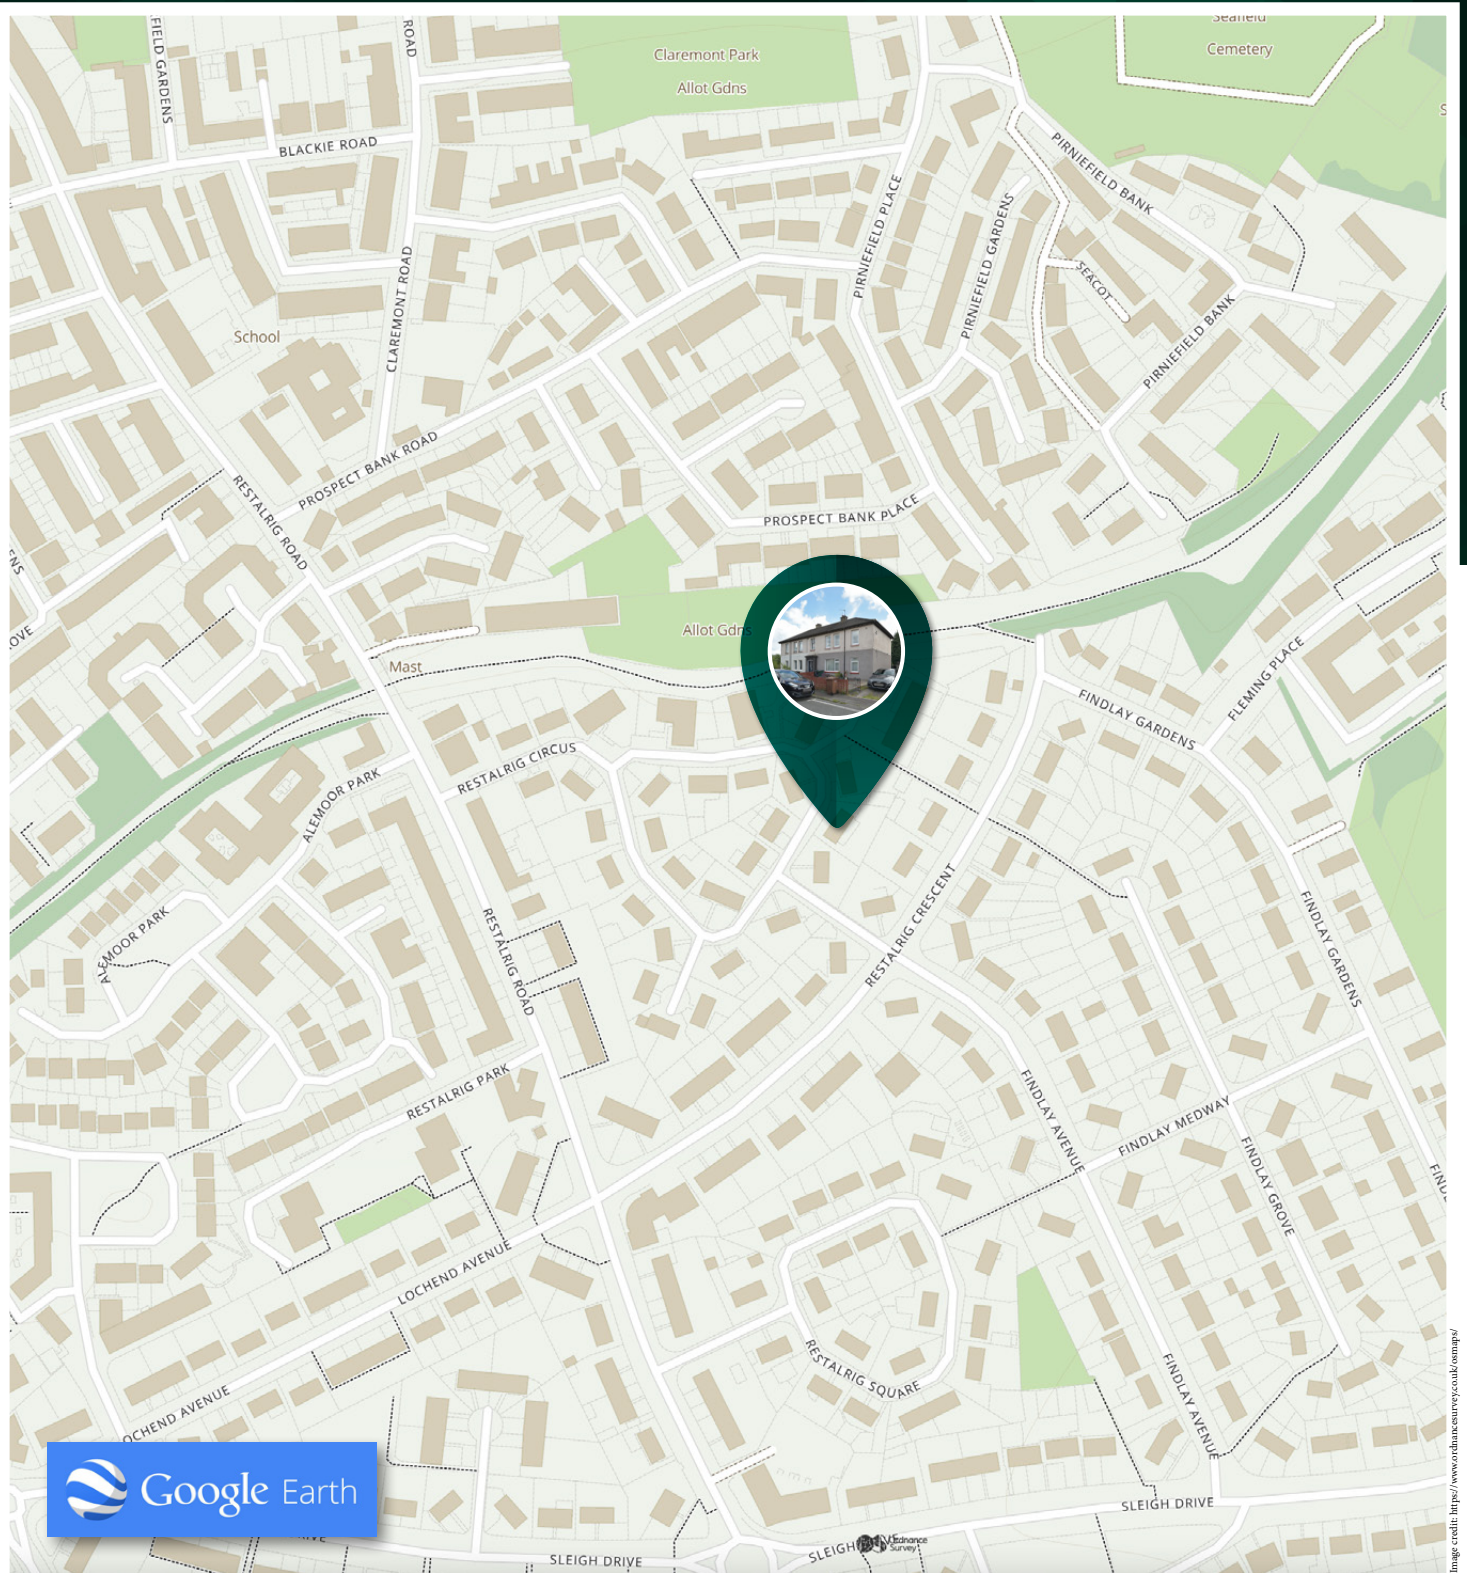 Seafield
Cemetery
Claremont Park
Allot Gdns
FIELD GARDENS
ROAD
BLACKIE ROAD
PIRNIEFIELD BANK
PIRNIEFIELD PLACE
PIRNIEFIELD GARDENS
SEACOT
PIRNIEFIELD BANK
School
CLAREMONT ROAD
PROSPECT BANK ROAD
RESTALRIG ROAD
PROSPECT BANK PLACE
ENS
OVE
Allot Gdns
Mast
FLEMING PLACE
FINDLAY GARDENS
RESTALRIG CIRCUS
ALEMOOR PARK
ALEMOOR PARK
RESTALRIG ROAD
RESTALRIG CRESCENT
FINDLAY GARDENS
RESTALRIG PARK
FINDLAY AVENUE
FINDLAY MEDWAY
FINDLAY GROVE
FINDL
LOCHEND AVENUE
RESTALRIG SQUARE
FINDLAY AVENUE
OCHEND AVENUE
Google Earth
RIVE
SLEIGH DRIVE
SLEIGH
Ordnance
Survey
SLEIGH DRIVE
Image credit: https://www.ordnancesurvey.co.uk/osmaps/